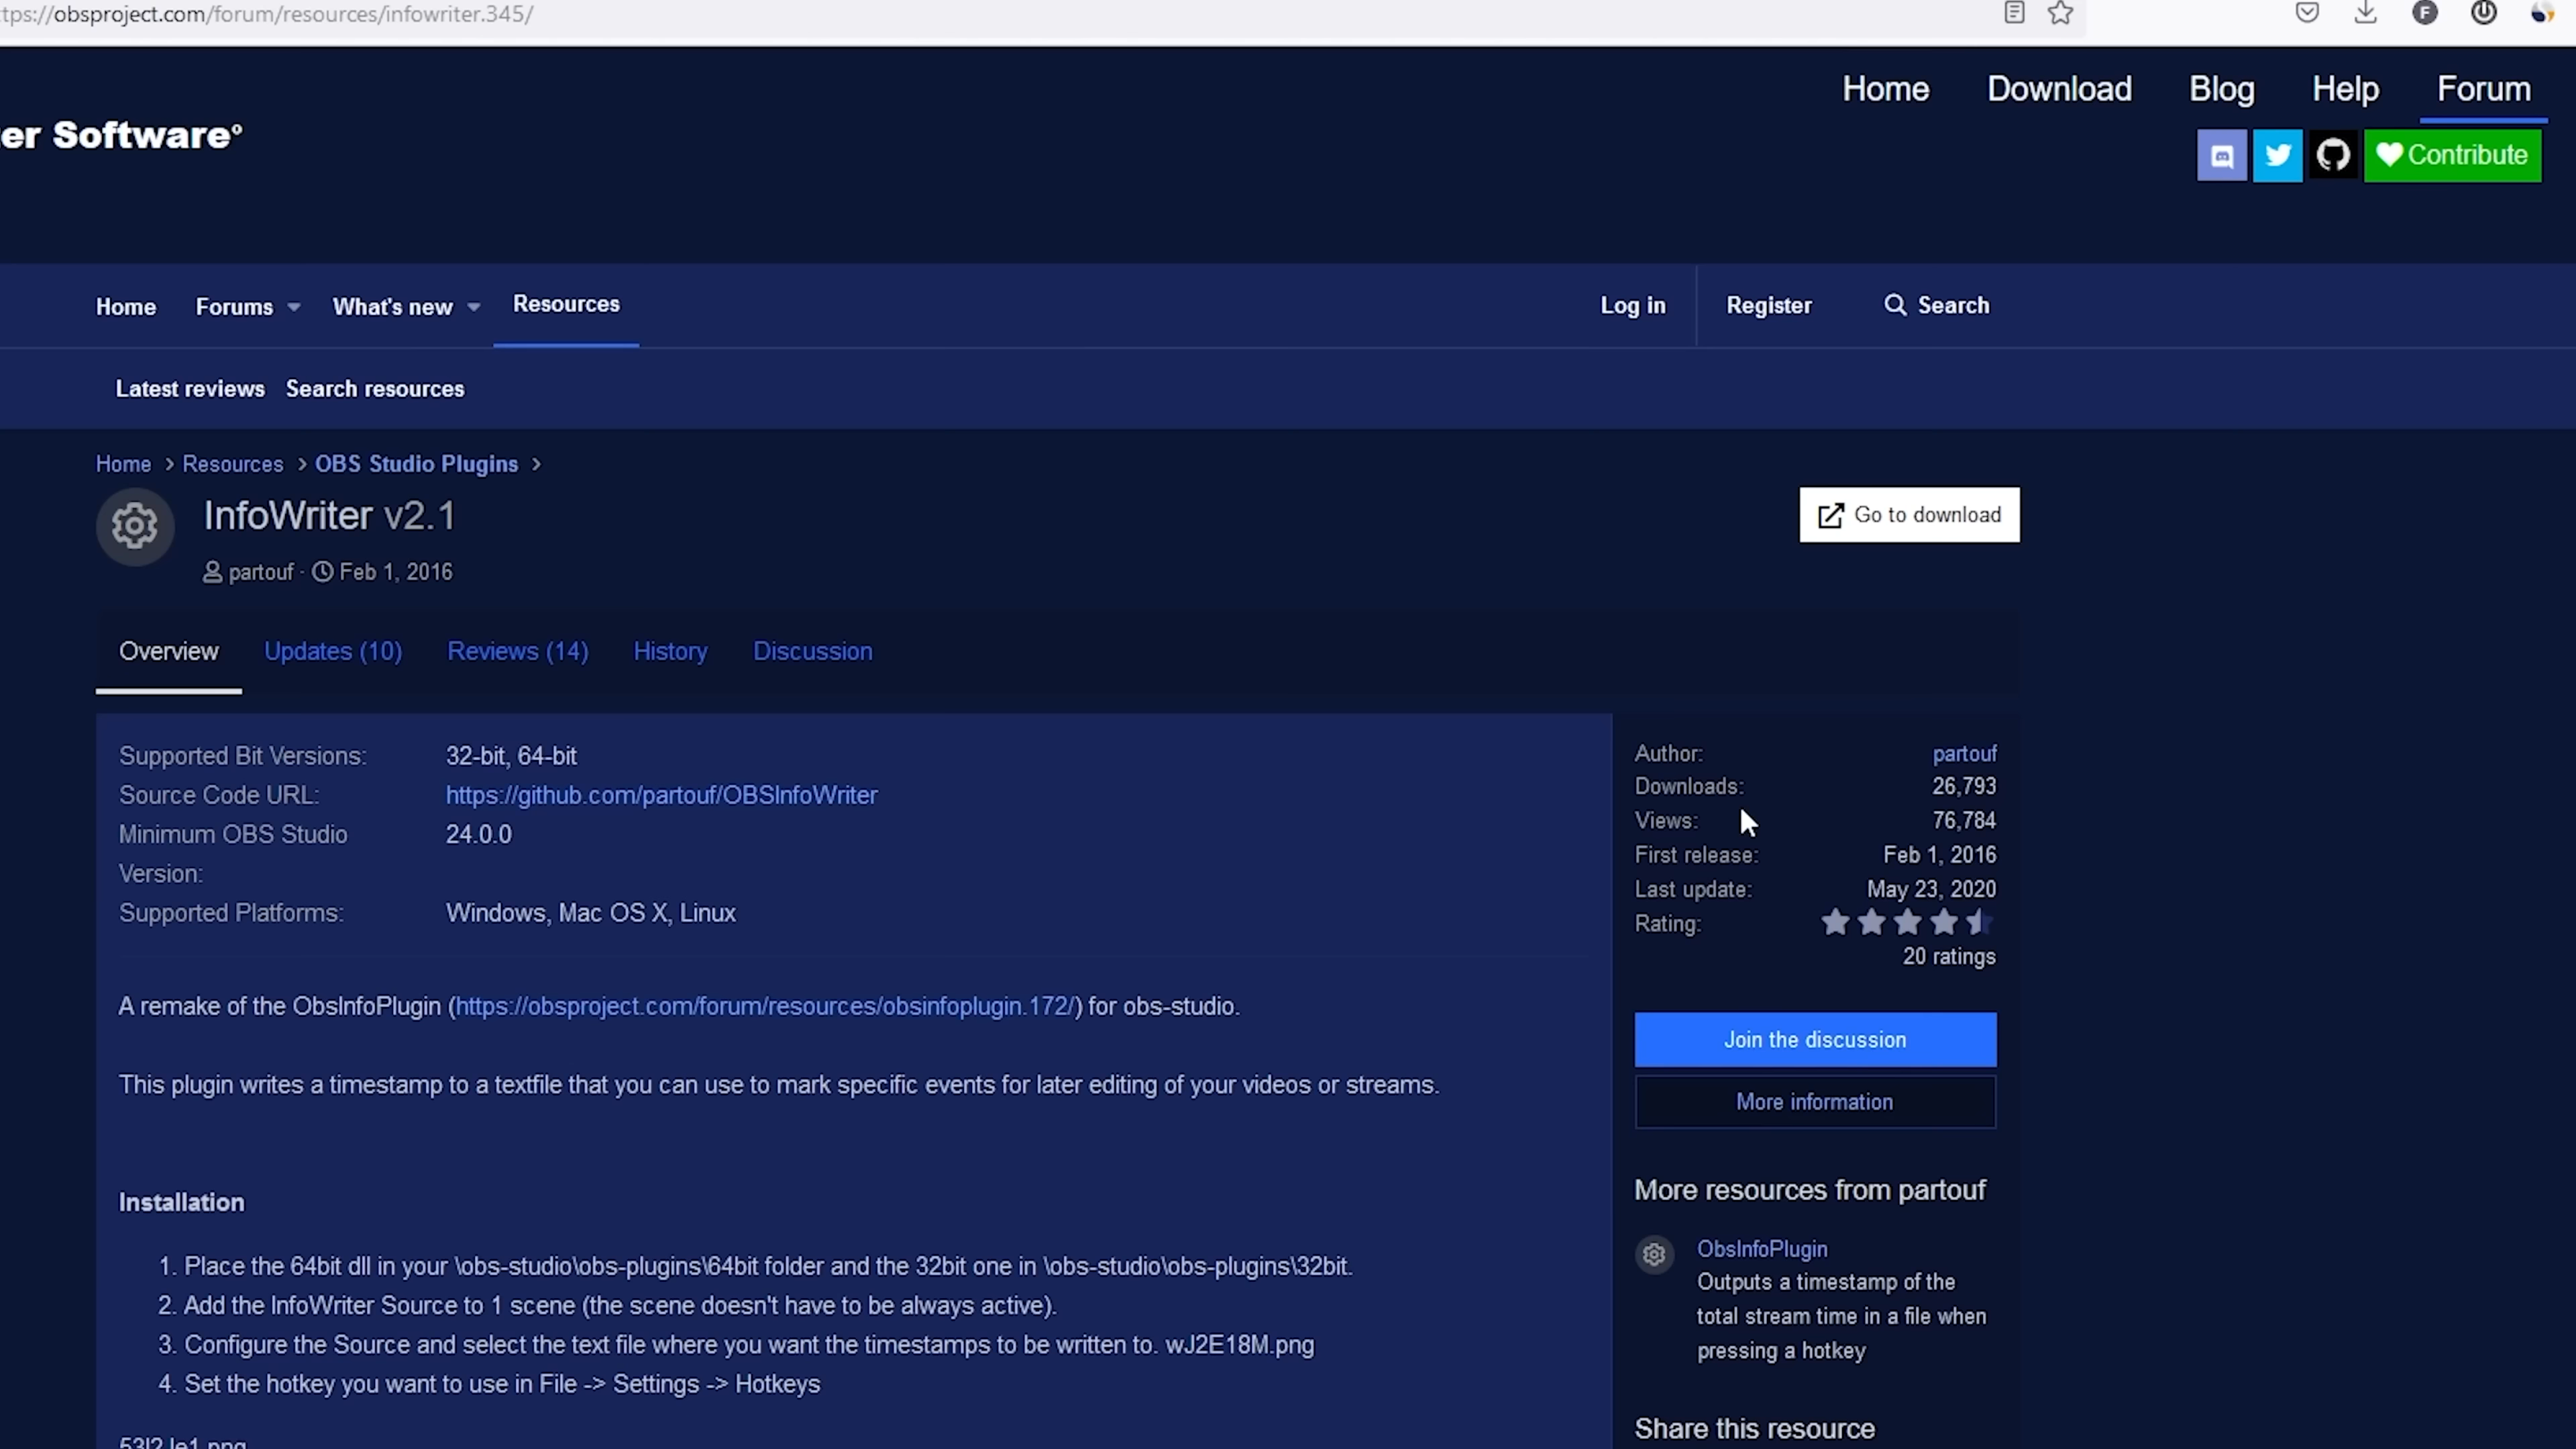 tps://obsproject.com/forum/resources/infowriter.345/
Home Download Blog Help Forum
er Software°
Contribute
Home Forums What's new Resources Log in Register Search
Latest reviews Search resources
Home > Resources > OBS Studio Plugins >
InfoWriter v2.1
Go to download
partouf · Feb 1, 2016
Overview Updates (10) Reviews (14) History Discussion
Supported Bit Versions: 32-bit, 64-bit
Source Code URL: https://github.com/partouf/OBSInfoWriter
Minimum OBS Studio 24.0.0
Version:
Supported Platforms: Windows, Mac OS X, Linux
A remake of the ObsInfoPlugin (https://obsproject.com/forum/resources/obsinfoplugin.172/) for obs-studio.
This plugin writes a timestamp to a textfile that you can use to mark specific events for later editing of your videos or streams.
Installation
1. Place the 64bit dll in your \obs-studio\obs-plugins\64bit folder and the 32bit one in \obs-studio\obs-plugins\32bit.
2. Add the InfoWriter Source to 1 scene (the scene doesn't have to be always active).
3. Configure the Source and select the text file where you want the timestamps to be written to. wJ2E18M.png
4. Set the hotkey you want to use in File -> Settings -> Hotkeys
Author: partouf
Downloads: 26,793
Views: 76,784
First release: Feb 1, 2016
Last update: May 23, 2020
Rating:
20 ratings
Join the discussion
More information
More resources from partouf
ObsInfoPlugin
Outputs a timestamp of the
total stream time in a file when
pressing a hotkey
Share this resource